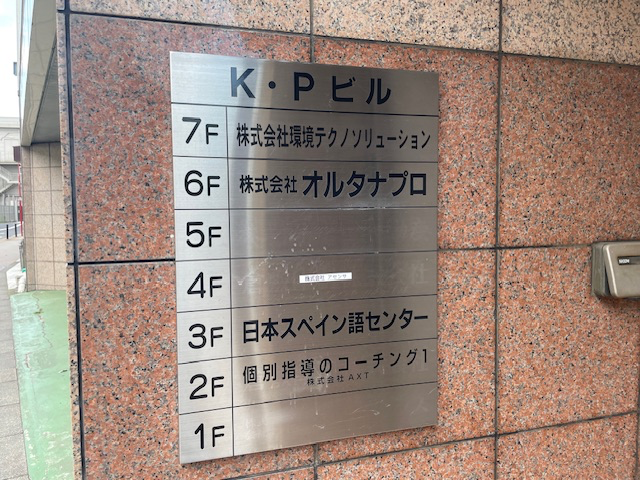 K・Pビル
7F 株式会社環境テクノソリューション
6F 株式会社 オルタナプロ
5F
4F
3F 日本スペイン語センター
2F 個別指導のコーチング1
株式会社 AXT
1F